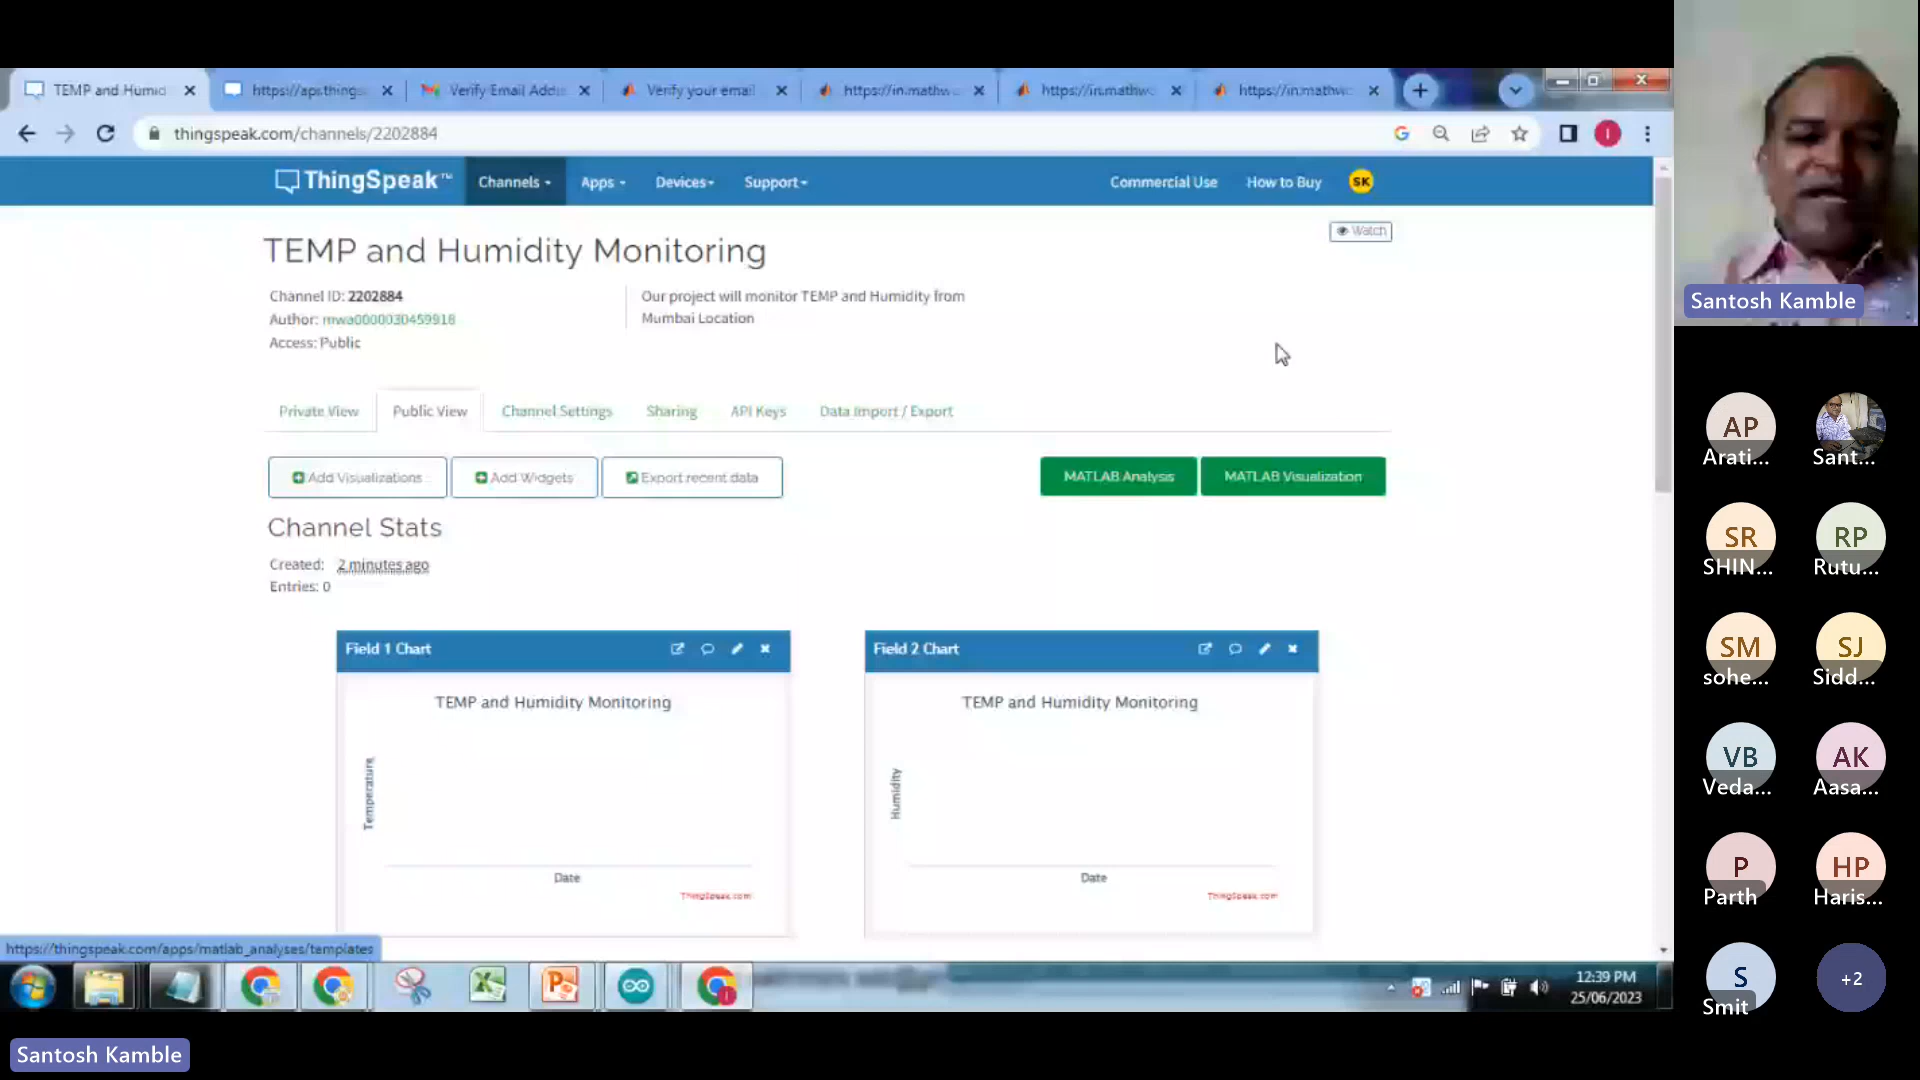 TEMP and Humid
https://api.things
Verify Email Addre
Verify your email
https://in.mathw
https://in.mathw
https://in.mathw
thingspeak.com/channels/2202884
ThingSpeak™
Channels
Apps
Devices
Support
Commercial Use
How to Buy
SK
TEMP and Humidity Monitoring
Watch
Channel ID: 2202884
Author: mwa0000030459918
Access: Public
Our project will monitor TEMP and Humidity from
Mumbai Location
Private View
Public View
Channel Settings
Sharing
API Keys
Data Import / Export
Add Visualizations
Add Widgets
Export recent data
MATLAB Analysis
MATLAB Visualization
Channel Stats
Created: 2 minutes ago
Entries: 0
Field 1 Chart
TEMP and Humidity Monitoring
Temperature
Date
ThingSpeak.com
Field 2 Chart
TEMP and Humidity Monitoring
Humidity
Date
ThingSpeak.com
https://thingspeak.com/apps/matlab_analyses/templates
12:39 PM
25/06/2023
Santosh Kamble
Santosh Kamble
AP
Arati...
Sant...
SR
SHIN...
RP
Rutu...
SM
sohe...
SJ
Sidd...
VB
Veda...
AK
Aasa...
P
Parth
HP
Haris...
S
Smit
+2